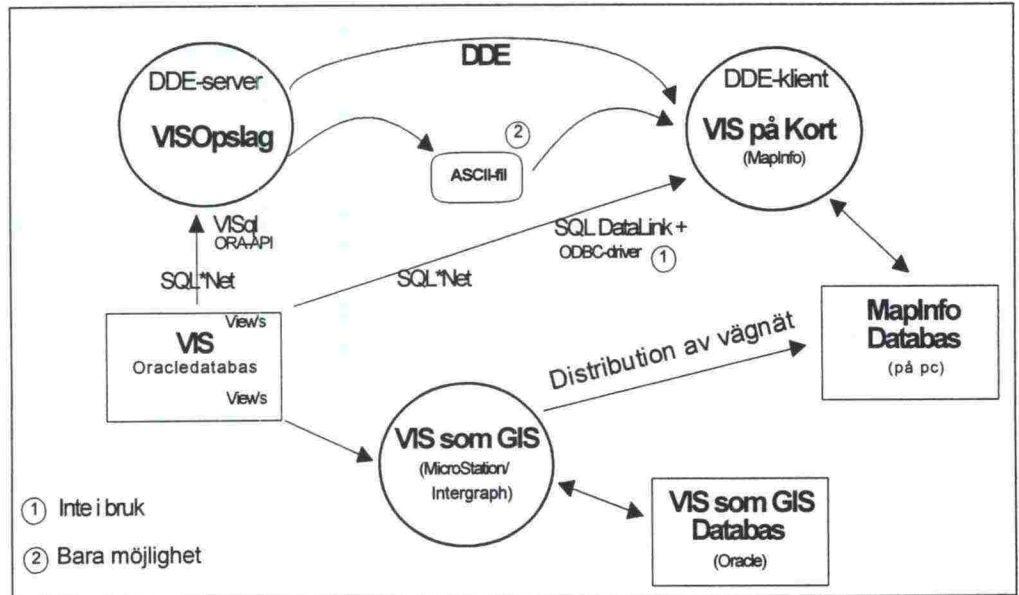 DDE
DDE-server
VISOpslag
DDE-klient
VIS på Kort
(MapInfo)
2
ASCII-fil
VISql
ORA-API
SQL*Net
SQL DataLink +
ODBC-driver 1
SQL*Net
View's
VIS
Oracledatabas
View's
MapInfo
Databas
(på pc)
Distribution av vägnät
VIS som GIS
(MicroStation/
Intergraph)
VIS som GIS
Databas
(Oracle)
1 Inte i bruk
2 Bara möjlighet